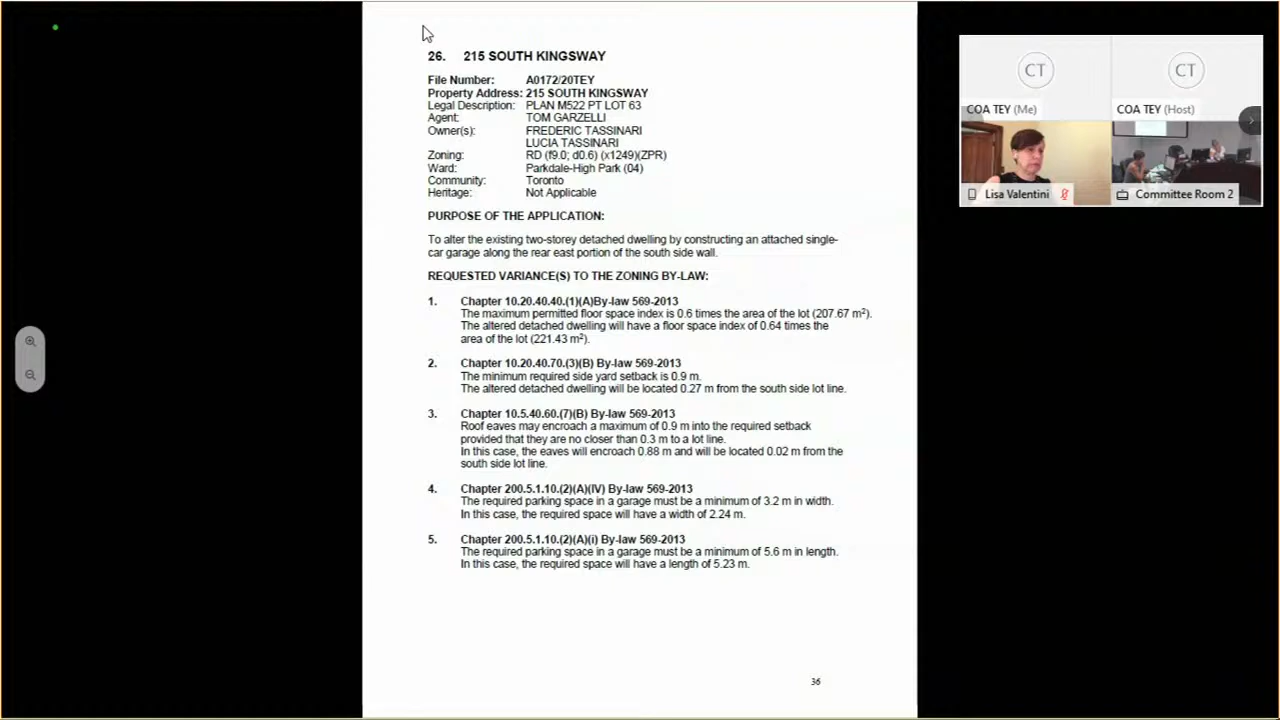 26. 215 SOUTH KINGSWAY
File Number: A0172/20TEY
Property Address: 215 SOUTH KINGSWAY
Legal Description: PLAN M522 PT LOT 63
Agent: TOM GARZELLI
Owner(s): FREDERIC TASSINARI
LUCIA TASSINARI
Zoning: RD (f9.0; d0.6) (x1249)(ZPR)
Ward: Parkdale-High Park (04)
Community: Toronto
Heritage: Not Applicable
PURPOSE OF THE APPLICATION:
To alter the existing two-storey detached dwelling by constructing an attached single-
car garage along the rear east portion of the south side wall.
REQUESTED VARIANCE(S) TO THE ZONING BY-LAW:
1. Chapter 10.20.40.40.(1)(A)By-law 569-2013
The maximum permitted floor space index is 0.6 times the area of the lot (207.67 m²).
The altered detached dwelling will have a floor space index of 0.64 times the
area of the lot (221.43 m²).
2. Chapter 10.20.40.70.(3)(B) By-law 569-2013
The minimum required side yard setback is 0.9 m.
The altered detached dwelling will be located 0.27 m from the south side lot line.
3. Chapter 10.5.40.60.(7)(B) By-law 569-2013
Roof eaves may encroach a maximum of 0.9 m into the required setback
provided that they are no closer than 0.3 m to a lot line.
In this case, the eaves will encroach 0.88 m and will be located 0.02 m from the
south side lot line.
4. Chapter 200.5.1.10.(2)(A)(IV) By-law 569-2013
The required parking space in a garage must be a minimum of 3.2 m in width.
In this case, the required space will have a width of 2.24 m.
5. Chapter 200.5.1.10.(2)(A)(i) By-law 569-2013
The required parking space in a garage must be a minimum of 5.6 m in length.
In this case, the required space will have a length of 5.23 m.
36
CT
CT
COA TEY (Me)
COA TEY (Host)
Lisa Valentini
Committee Room 2